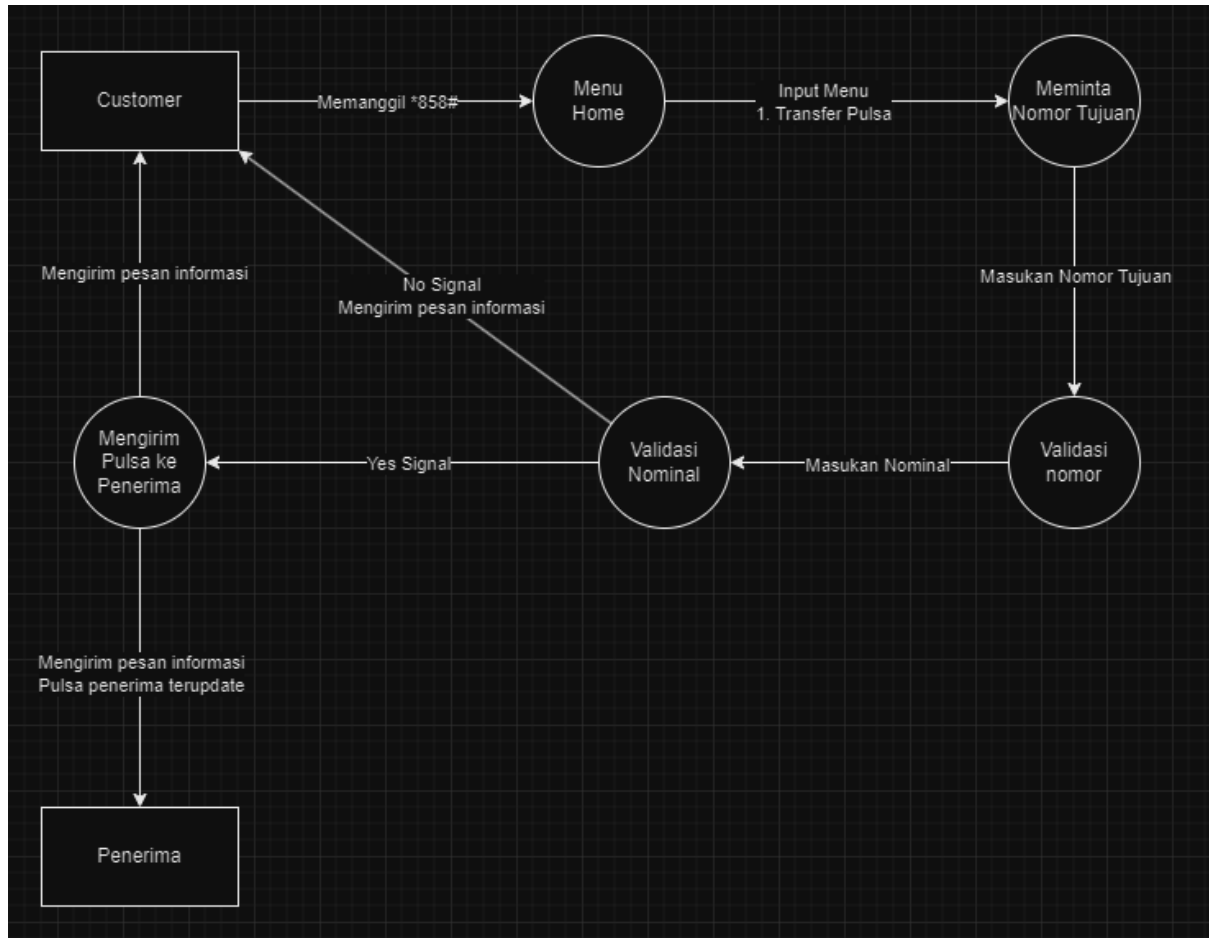 Customer
Memanggil *858#
Menu
Home
Input Menu
1. Transfer Pulsa
Meminta
Nomor Tujuan
Mengirim pesan informasi
No Signal
Mengirim pesan informasi
Masukan Nomor Tujuan
Mengirim
Pulsa ke
Penerima
Yes Signal
Validasi
Nominal
Masukan Nominal
Validasi
nomor
Mengirim pesan informasi
Pulsa penerima terupdate
Penerima